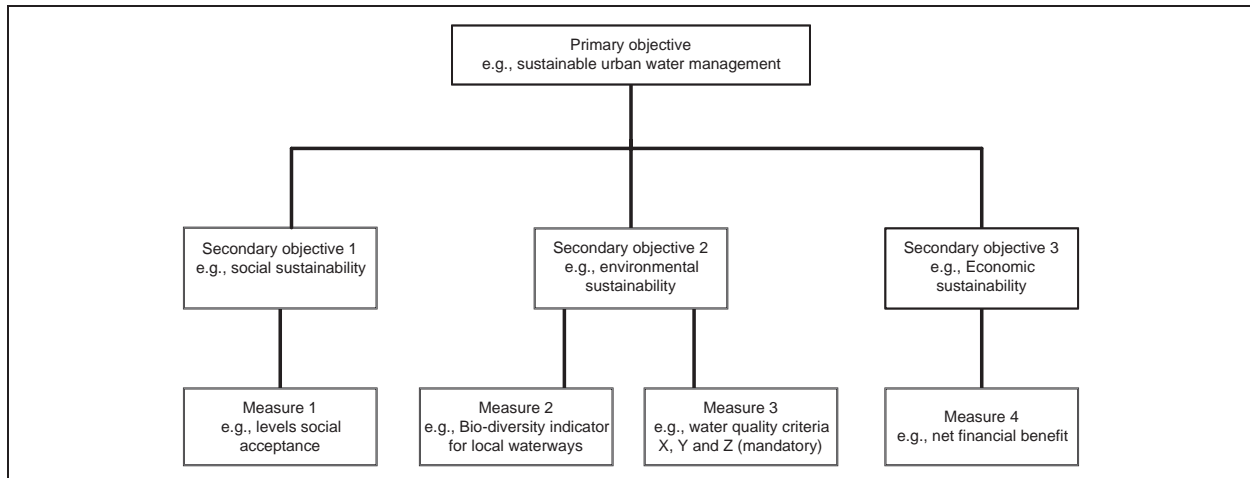 Primary objective
e.g., sustainable urban water management
Secondary objective 1
e.g., social sustainability
Secondary objective 2
e.g., environmental
sustainability
Secondary objective 3
e.g., Economic
sustainability
Measure 1
e.g., levels social
acceptance
Measure 2
e.g., Bio-diversity indicator
for local waterways
Measure 3
e.g., water quality criteria
X, Y and Z (mandatory)
Measure 4
e.g., net financial benefit